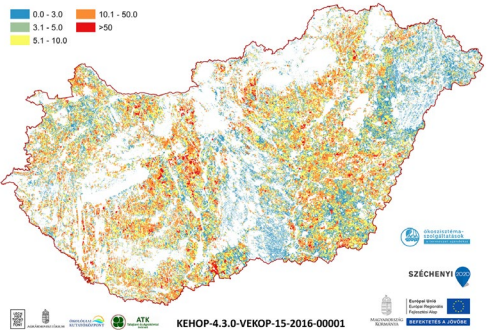 0.0 - 3.0
3.1 - 5.0
5.1 - 10.0
10.1 - 50.0
>50
ökoszisztéma-
szolgáltatások
SZÉCHENYI 2020
MAGYARORSZÁG
KORMÁNYA
Európai Unió
Európai Regionális
Fejlesztési Alap
BEFEKTETÉS A JÖVŐBE
ÖKOLÓGIAI
KUTATÓKÖZPONT
ATK
KEHOP-4.3.0-VEKOP-15-2016-00001